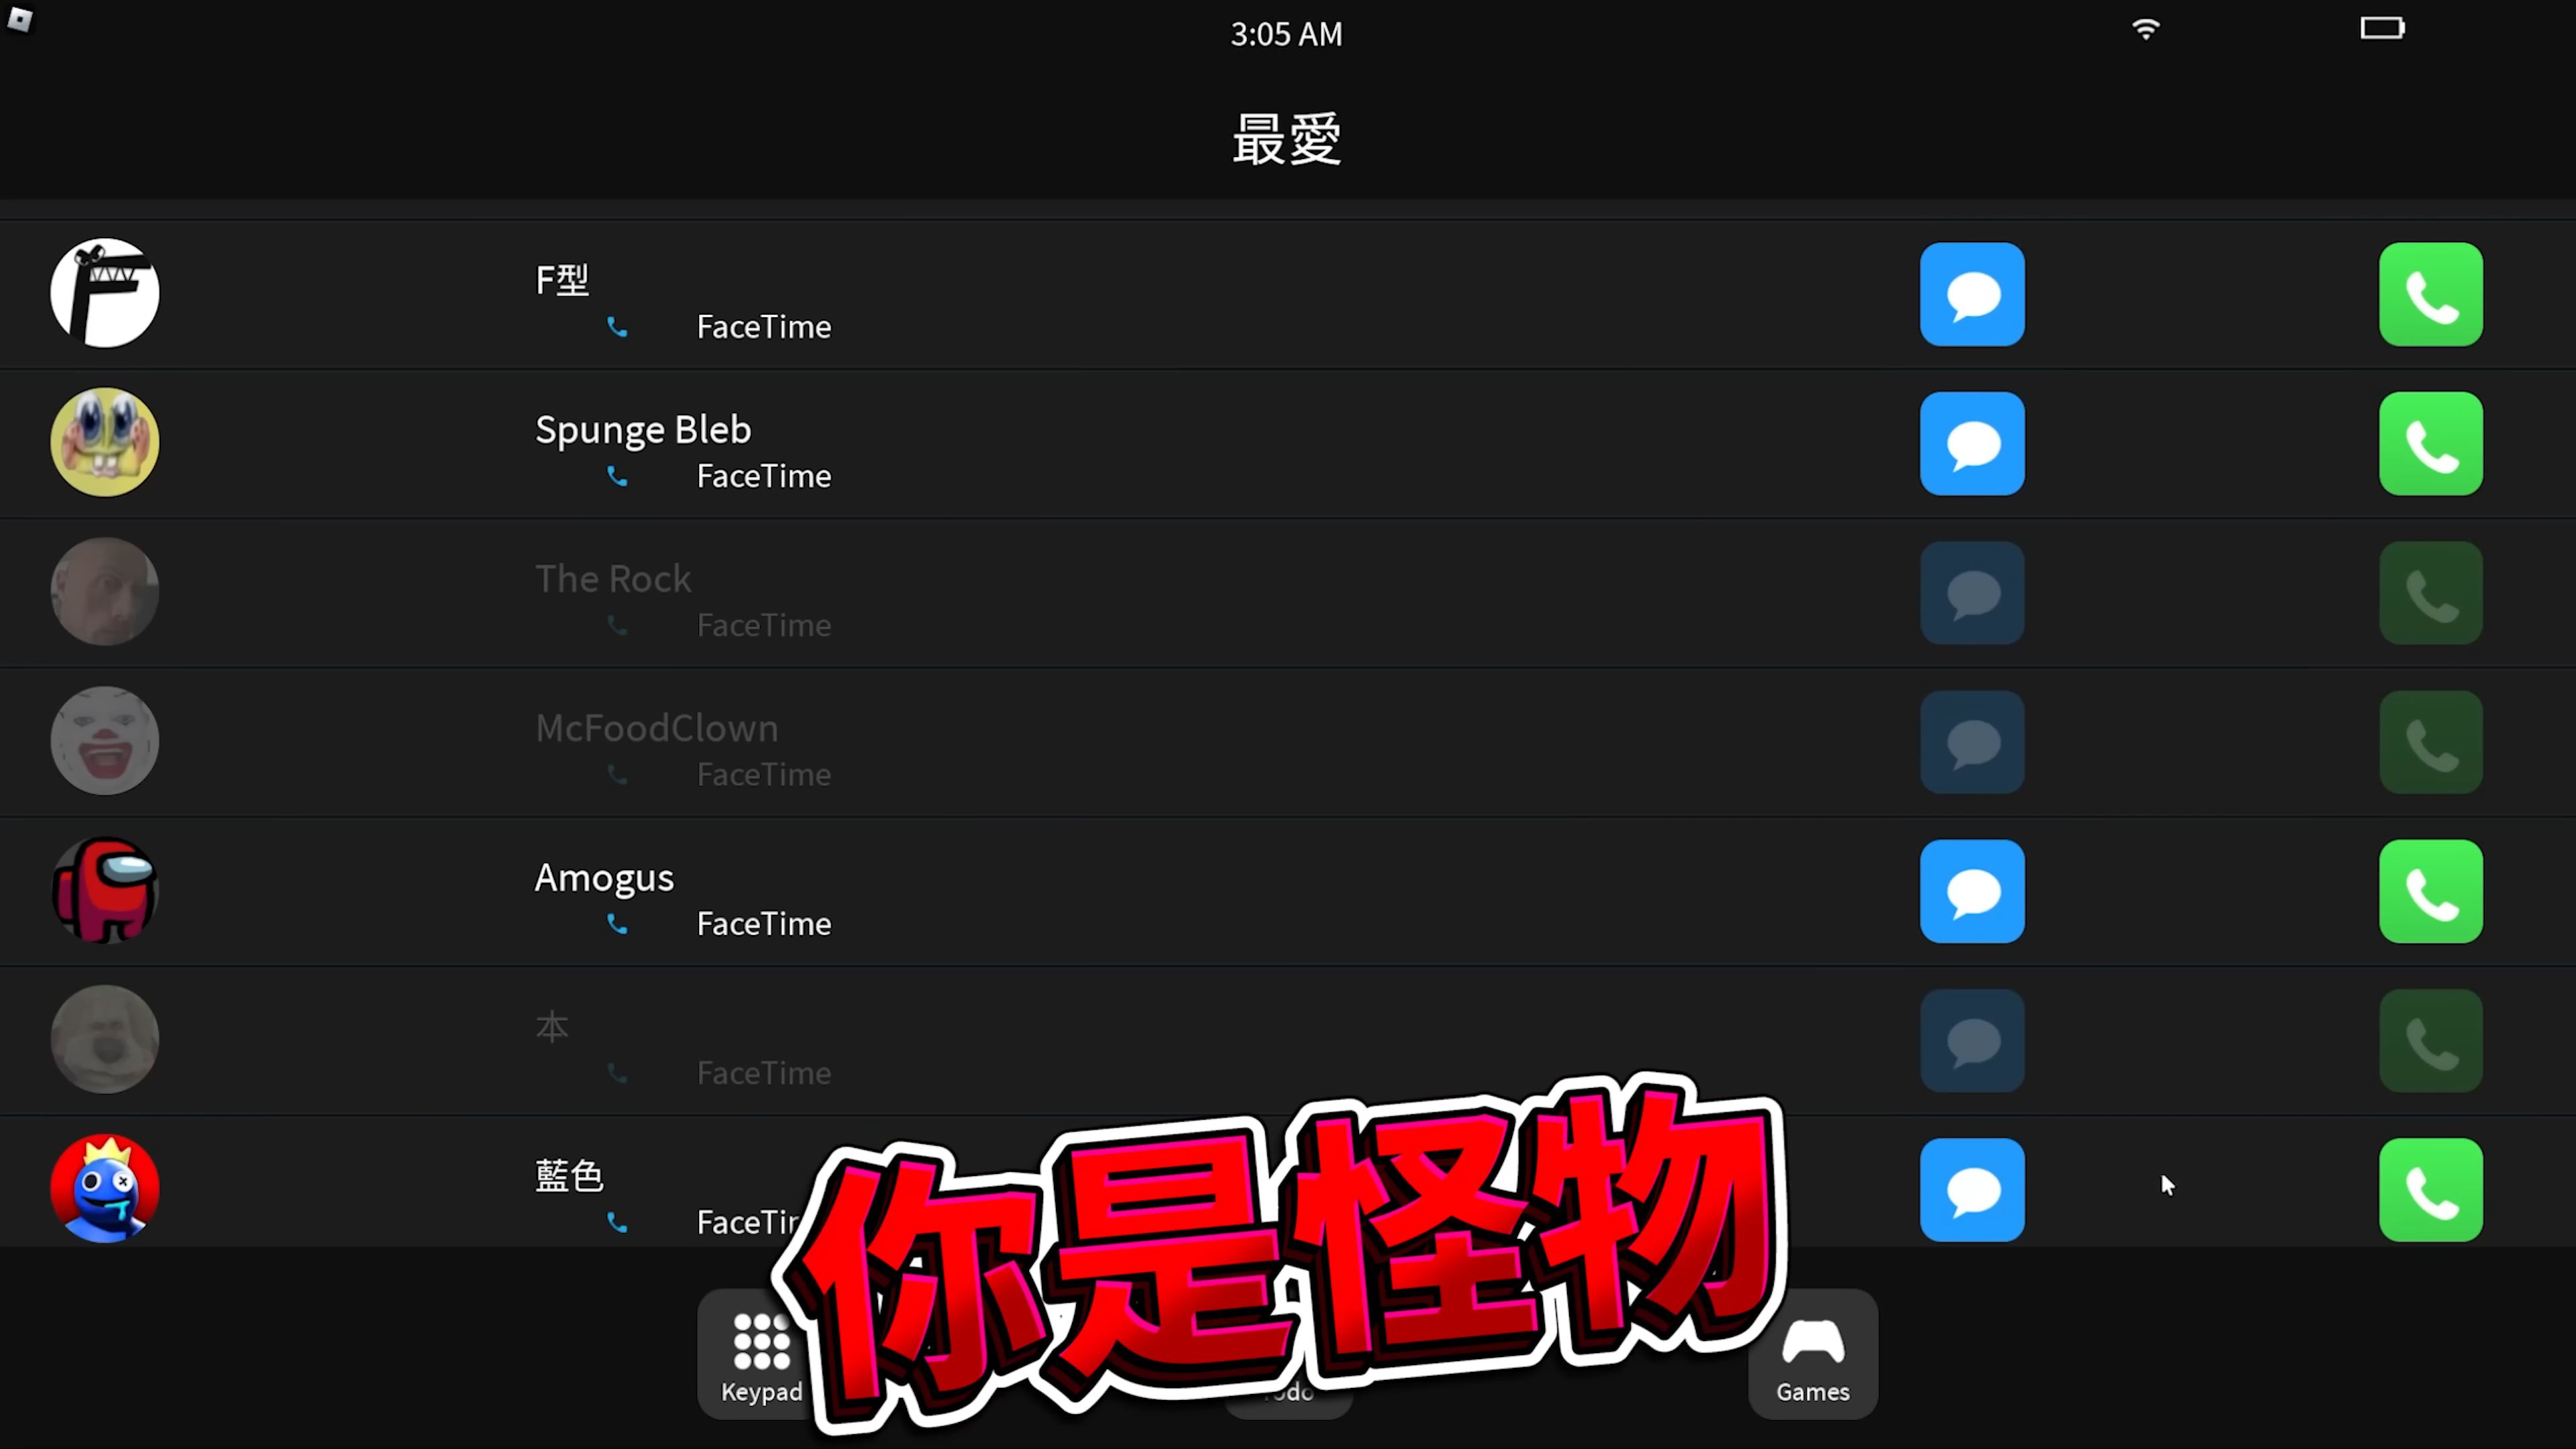 3:05 AM
最愛
F型
FaceTime
Spunge Bleb
FaceTime
The Rock
FaceTime
McFoodClown
FaceTime
Amogus
FaceTime
本
FaceTime
藍色
你是怪物
Keypad
Games